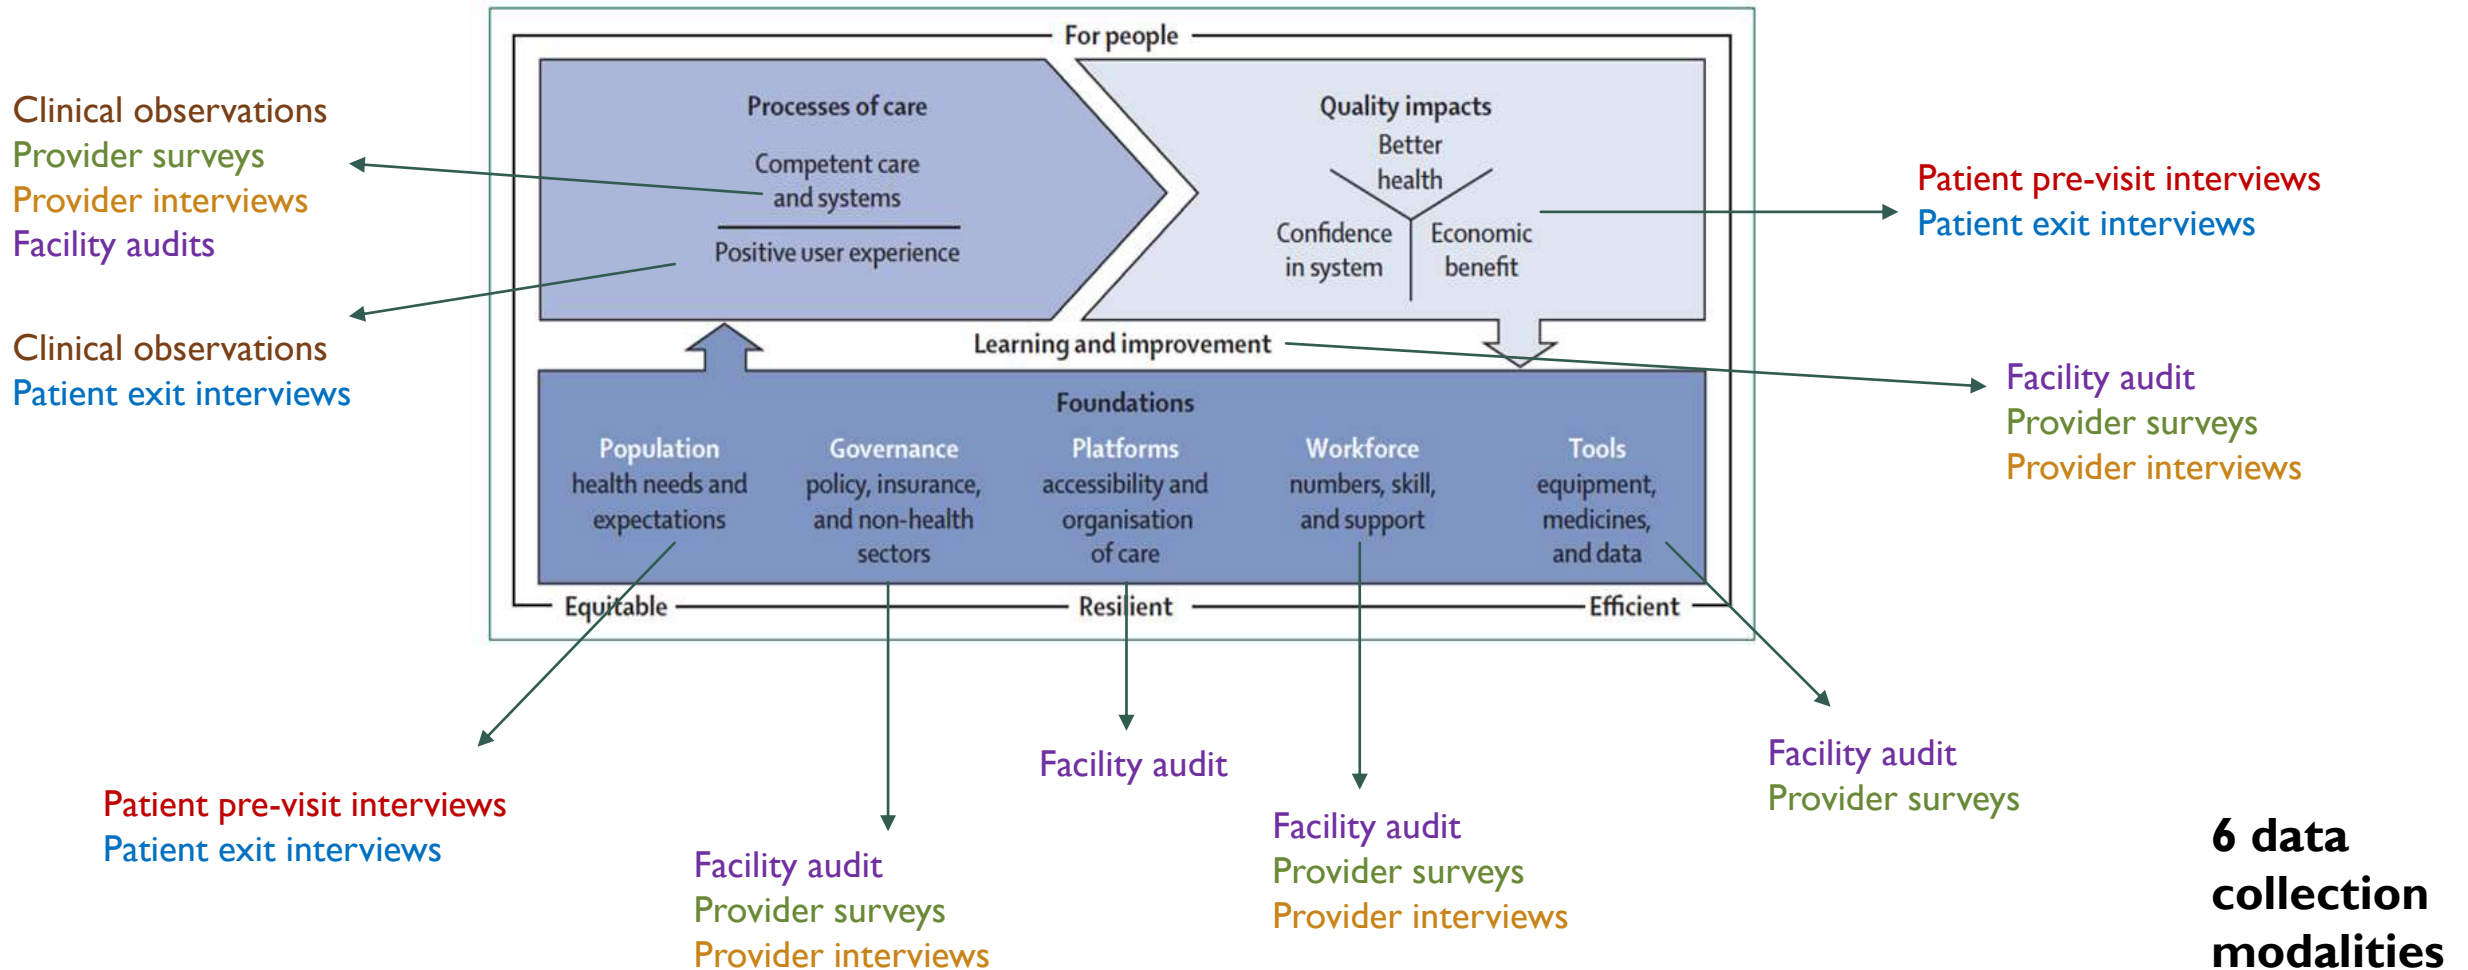 For people
Clinical observations
Provider surveys
Provider interviews
Facility audits
Clinical observations
Patient exit interviews
Processes of care
Competent care
and systems
Positive user experience
Quality impacts
Better
health
Confidence
in system
Economic
benefit
Patient pre-visit interviews
Patient exit interviews
Learning and improvement
Facility audit
Provider surveys
Provider interviews
Foundations
Population
health needs and
expectations
Governance
policy, insurance,
and non-health
sectors
Platforms
accessibility and
organisation
of care
Workforce
numbers, skill,
and support
Tools
equipment,
medicines,
and data
Equitable
Resilient
Efficient
Patient pre-visit interviews
Patient exit interviews
Facility audit
Provider surveys
Provider interviews
Facility audit
Facility audit
Provider surveys
Provider interviews
Facility audit
Provider surveys
6 data
collection
modalities